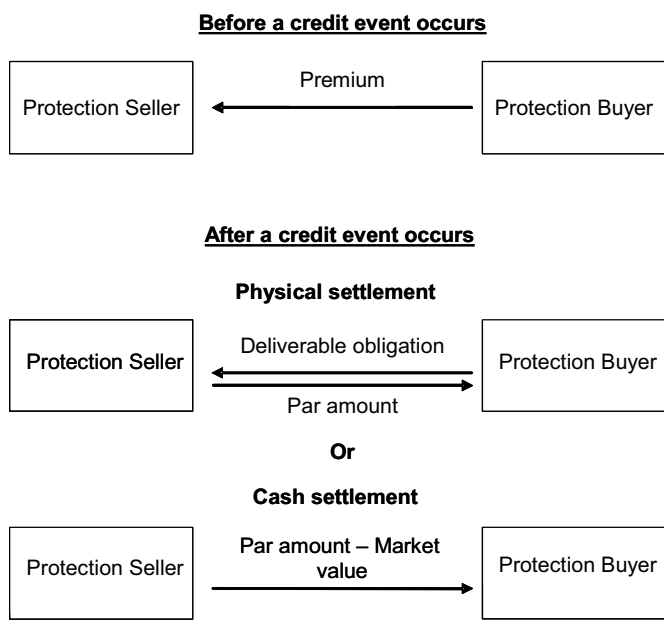 Before a credit event occurs
Premium
Protection Seller
Protection Buyer
After a credit event occurs
Physical settlement
Protection Seller
Deliverable obligation
Protection Buyer
Par amount
Or
Cash settlement
Protection Seller
Par amount – Market
value
Protection Buyer